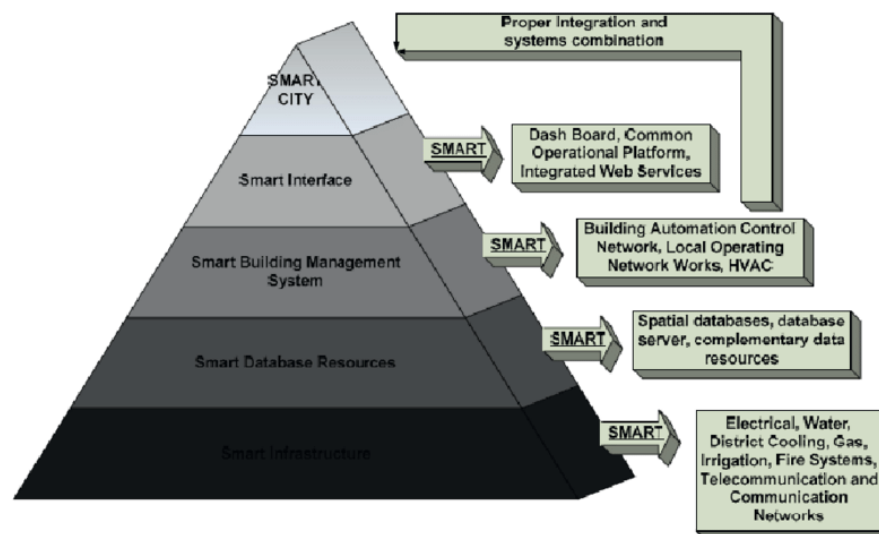 Proper Integration and
systems combination
SMART
CITY
SMART
Dash Board, Common
Operational Platform,
Integrated Web Services
Smart Interface
SMART
Building Automation Control
Network, Local Operating
Network Works, HVAC
Smart Building Management
System
SMART
Spatial databases, database
server, complementary data
resources
Smart Database Resources
SMART
Electrical, Water,
District Cooling, Gas,
Irrigation, Fire Systems,
Telecommunication and
Communication
Networks
Smart Infrastructure